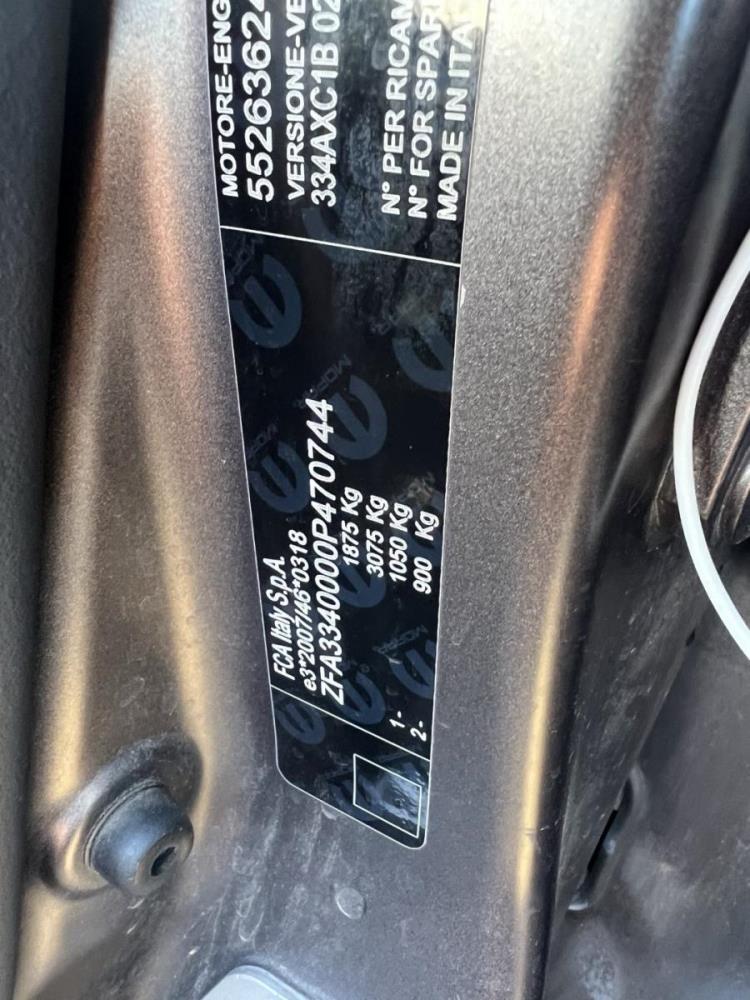 FCA Italy S.p.A.
e3*2007/46*0318
ZFA3340000P470744
1875 Kg
3075 Kg
1- 1050 Kg
2- 900 Kg
MOTORE-ENG
55263624
VERSIONE-VE
334AXC1B 02
N° PER RICAM
N° FOR SPAR
MADE IN ITA
MOPAR